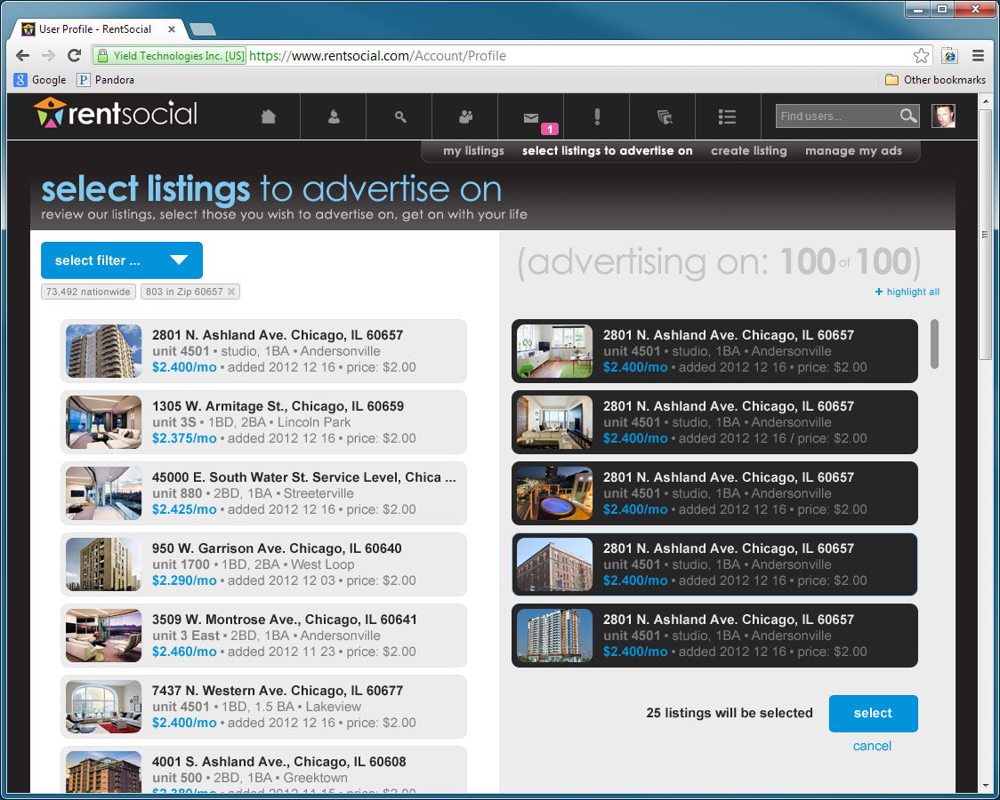 User Profile - RentSocial
Yield Technologies Inc. [US] https://www.rentsocial.com/Account/Profile
Google Pandora Other bookmarks
rentsocial
1
Find users...
my listings select listings to advertise on create listing manage my ads
select listings to advertise on
review our listings, select those you wish to advertise on, get on with your life
select filter ...
73,492 nationwide 803 in Zip 60657
2801 N. Ashland Ave. Chicago, IL 60657
unit 4501 • studio, 1BA • Andersonville
$2.400/mo • added 2012 12 16 • price: $2.00
1305 W. Armitage St., Chicago, IL 60659
unit 3S • 1BD, 2BA • Lincoln Park
$2.375/mo • added 2012 12 16 • price: $2.00
45000 E. South Water St. Service Level, Chica ...
unit 880 • 2BD, 1BA • Streeterville
$2.425/mo • added 2012 12 16 • price: $2.00
950 W. Garrison Ave. Chicago, IL 60640
unit 1700 • 1BD, 2BA • West Loop
$2.290/mo • added 2012 12 03 • price: $2.00
3509 W. Montrose Ave., Chicago, IL 60641
unit 3 East • 2BD, 1BA • Andersonville
$2.460/mo • added 2012 11 23 • price: $2.00
7437 N. Western Ave. Chicago, IL 60677
unit 4501 • 1BD, 1.5 BA • Lakeview
$2.400/mo • added 2012 12 16 • price: $2.00
4001 S. Ashland Ave., Chicago, IL 60608
unit 500 • 2BD, 1BA • Greektown
$2.380/mo • added 2012 11 15 • price: $2.00
(advertising on: 100 of 100)
+ highlight all
2801 N. Ashland Ave. Chicago, IL 60657
unit 4501 • studio, 1BA • Andersonville
$2.400/mo • added 2012 12 16 • price: $2.00
2801 N. Ashland Ave. Chicago, IL 60657
unit 4501 • studio, 1BA • Andersonville
$2.400/mo • added 2012 12 16 / price: $2.00
2801 N. Ashland Ave. Chicago, IL 60657
unit 4501 • studio, 1BA • Andersonville
$2.400/mo • added 2012 12 16 • price: $2.00
2801 N. Ashland Ave. Chicago, IL 60657
unit 4501 • studio, 1BA • Andersonville
$2.400/mo • added 2012 12 16 • price: $2.00
2801 N. Ashland Ave. Chicago, IL 60657
unit 4501 • studio, 1BA • Andersonville
$2.400/mo • added 2012 12 16 • price: $2.00
25 listings will be selected select
cancel